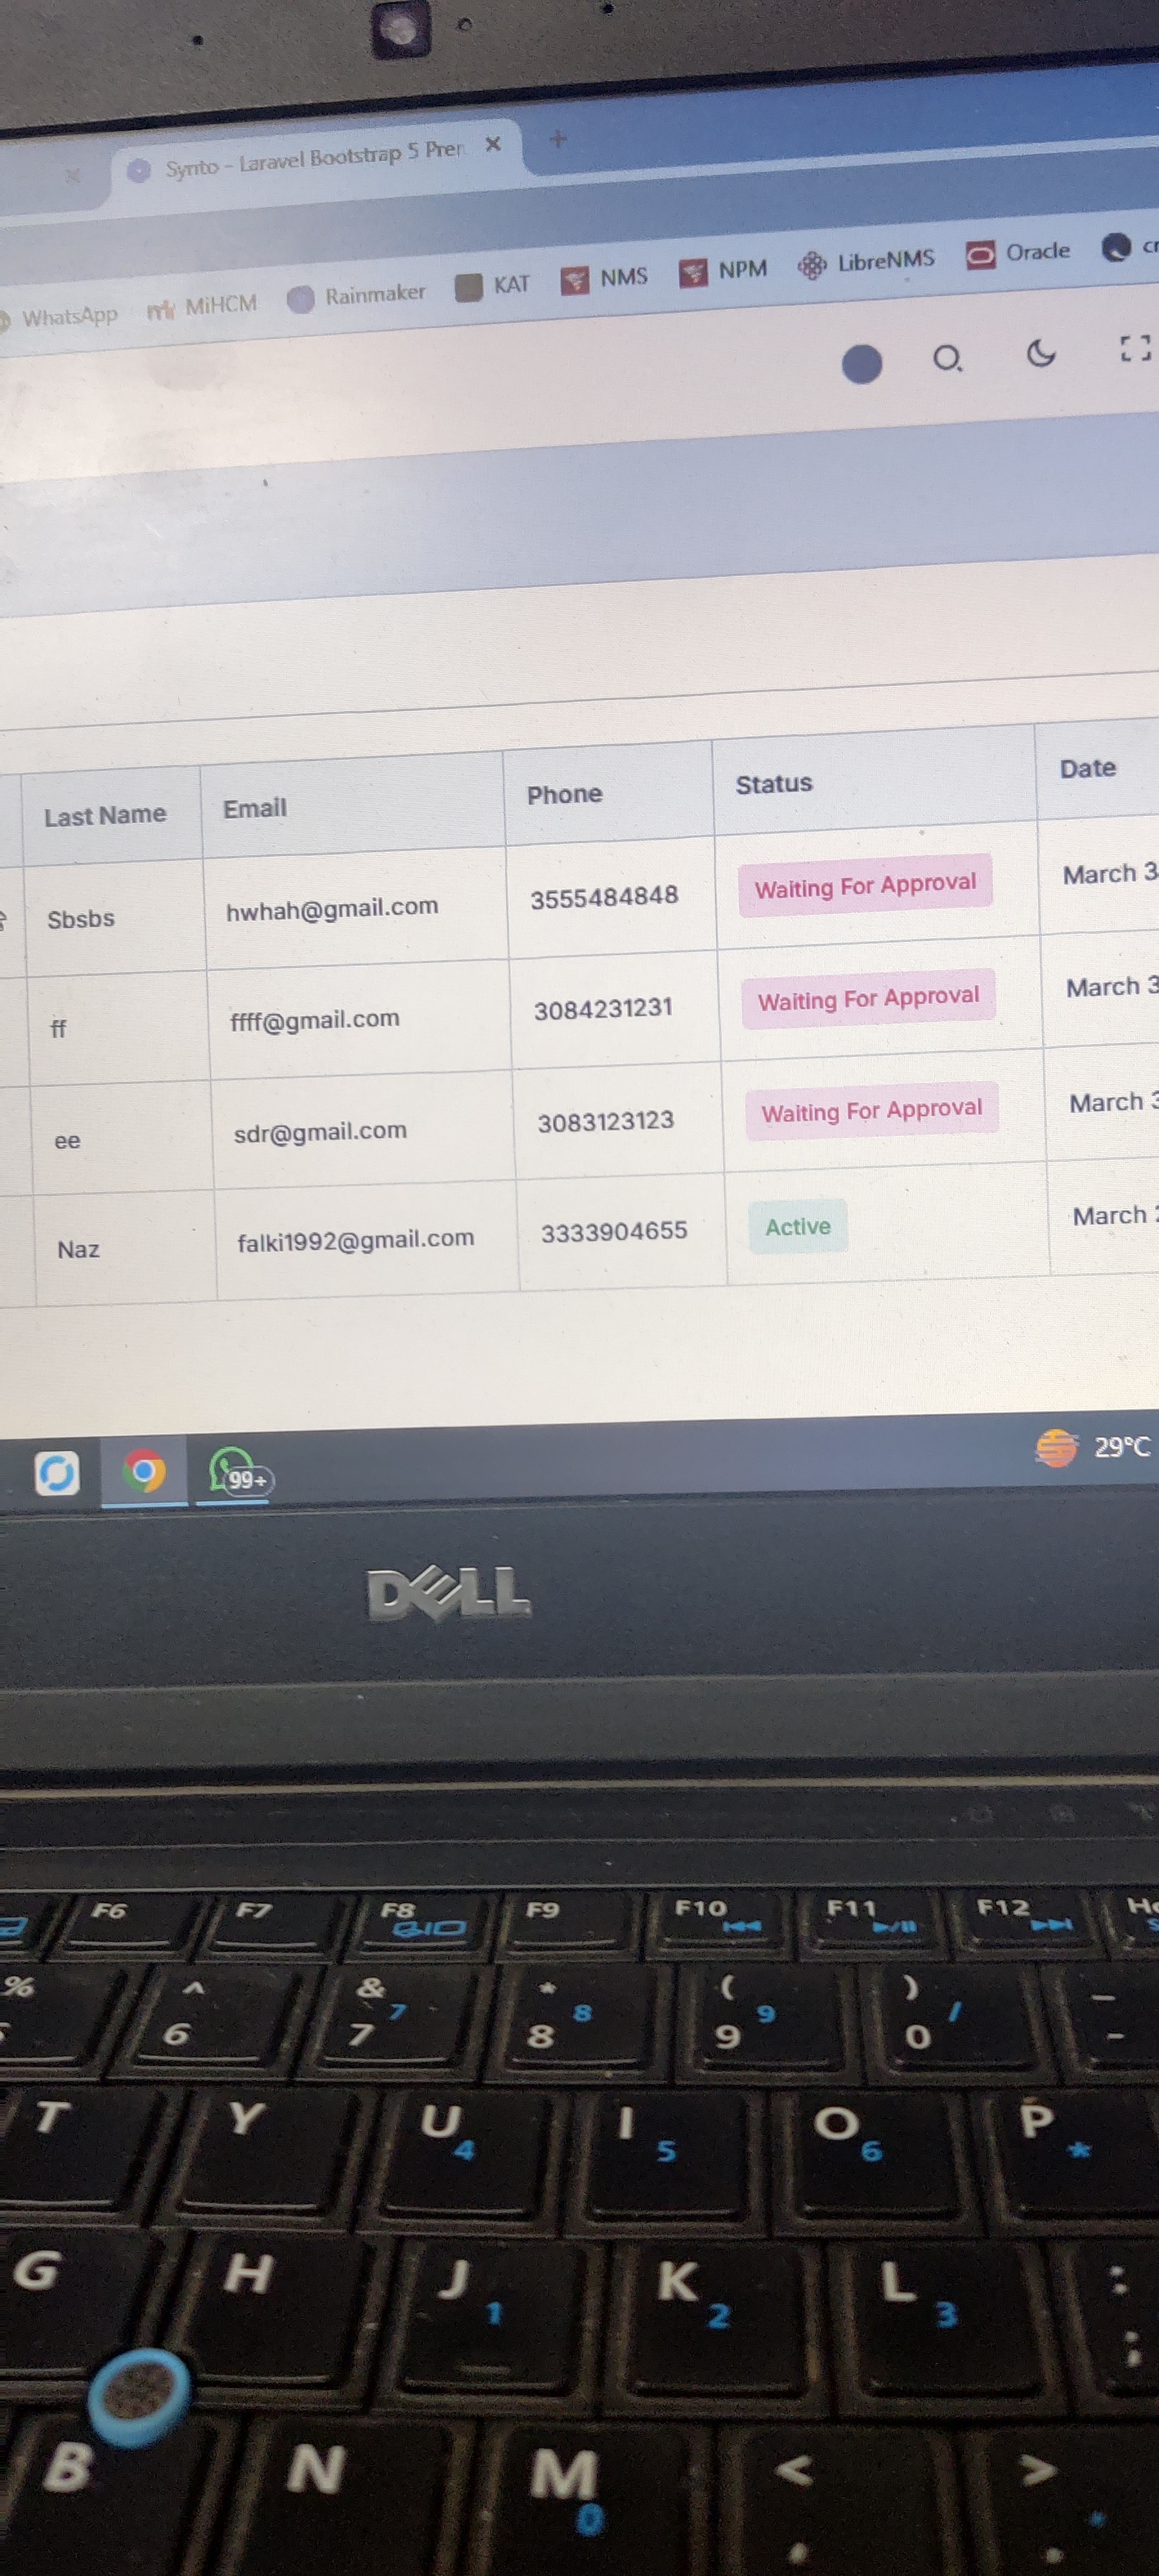 Synto - Laravel Bootstrap 5 Prer
WhatsApp MiHCM Rainmaker KAT NMS NPM LibreNMS Oracle cr
Last Name Email Phone Status Date
Sbsbs hwhah@gmail.com 3555484848 Waiting For Approval March 3
ff ffff@gmail.com 3084231231 Waiting For Approval March 3
ee sdr@gmail.com 3083123123 Waiting For Approval March 3
Naz falki1992@gmail.com 3333904655 Active March
99+ 29°C
DELL
F6 F7 F8 F9 F10 F11 F12
% ^ & 7 * 8 ( 9 ) / _
6 7 8 9 0 -
T Y U 4 I 5 O 6 P *
G H J 1 K 2 L 3 : ;
B N M 0 < , > .